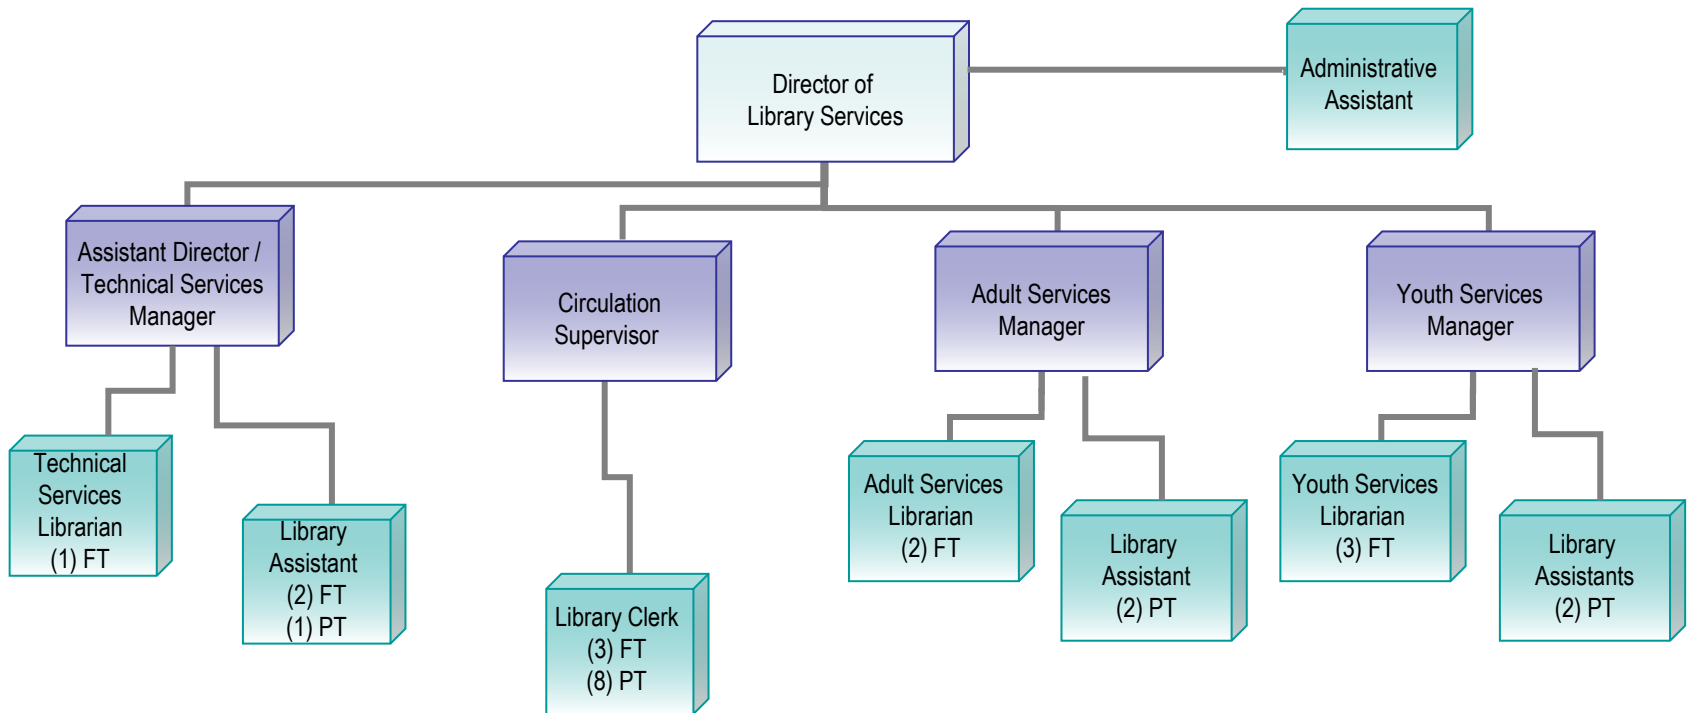 Director of
Library Services
Administrative
Assistant
Assistant Director /
Technical Services
Manager
Circulation
Supervisor
Adult Services
Manager
Youth Services
Manager
Technical
Services
Librarian
(1) FT
Library
Assistant
(2) FT
(1) PT
Library Clerk
(3) FT
(8) PT
Adult Services
Librarian
(2) FT
Library
Assistant
(2) PT
Youth Services
Librarian
(3) FT
Library
Assistants
(2) PT